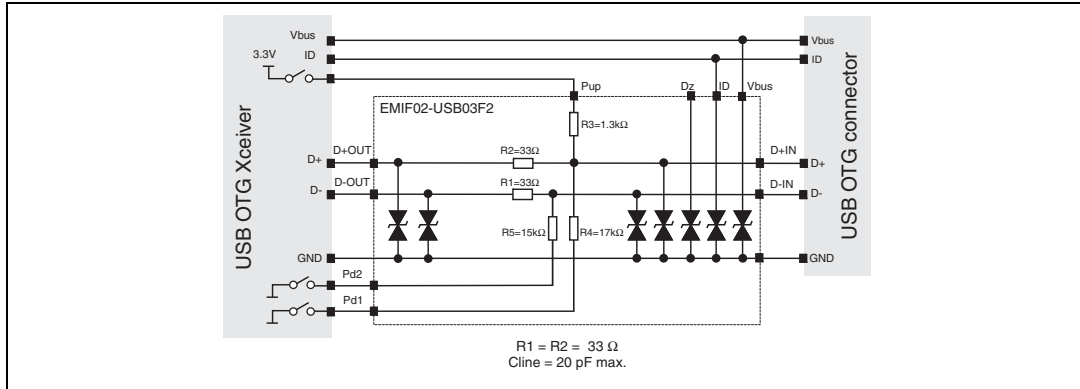 Vbus
Vbus
3.3V
ID
ID
Pup
Dz
ID
Vbus
EMIF02-USB03F2
R3=1.3kΩ
USB OTG Xceiver
USB OTG connector
D+OUT
R2=33Ω
D+IN
D+
D+
D-OUT
R1=33Ω
D-IN
D-
D-
R5=15kΩ
R4=17kΩ
GND
GND
Pd2
Pd1
R1 = R2 = 33 Ω
Cline = 20 pF max.